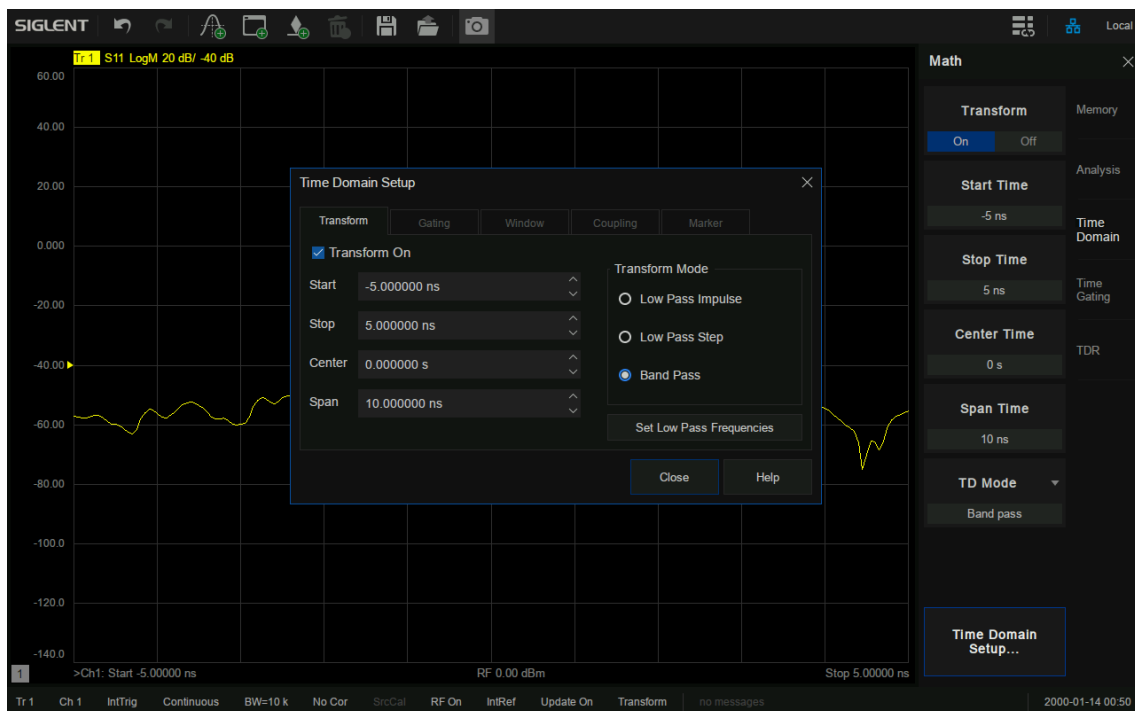 SIGLENT
Local
Tr 1 S11 LogM 20 dB/ -40 dB
60.00
40.00
20.00
0.000
-20.00
-40.00
-60.00
-80.00
-100.0
-120.0
-140.0
1
>Ch1: Start -5.00000 ns
RF 0.00 dBm
Stop 5.00000 ns
Time Domain Setup
Transform
Gating
Window
Coupling
Marker
Transform On
Start
-5.000000 ns
Stop
5.000000 ns
Center
0.000000 s
Span
10.000000 ns
Transform Mode
Low Pass Impulse
Low Pass Step
Band Pass
Set Low Pass Frequencies
Close
Help
Math
Transform
On
Off
Start Time
-5 ns
Stop Time
5 ns
Center Time
0 s
Span Time
10 ns
TD Mode
Band pass
Time Domain
Setup...
Memory
Analysis
Time
Domain
Time
Gating
TDR
Tr 1
Ch 1
IntTrig
Continuous
BW=10 k
No Cor
SrcCal
RF On
IntRef
Update On
Transform
no messages
2000-01-14 00:50